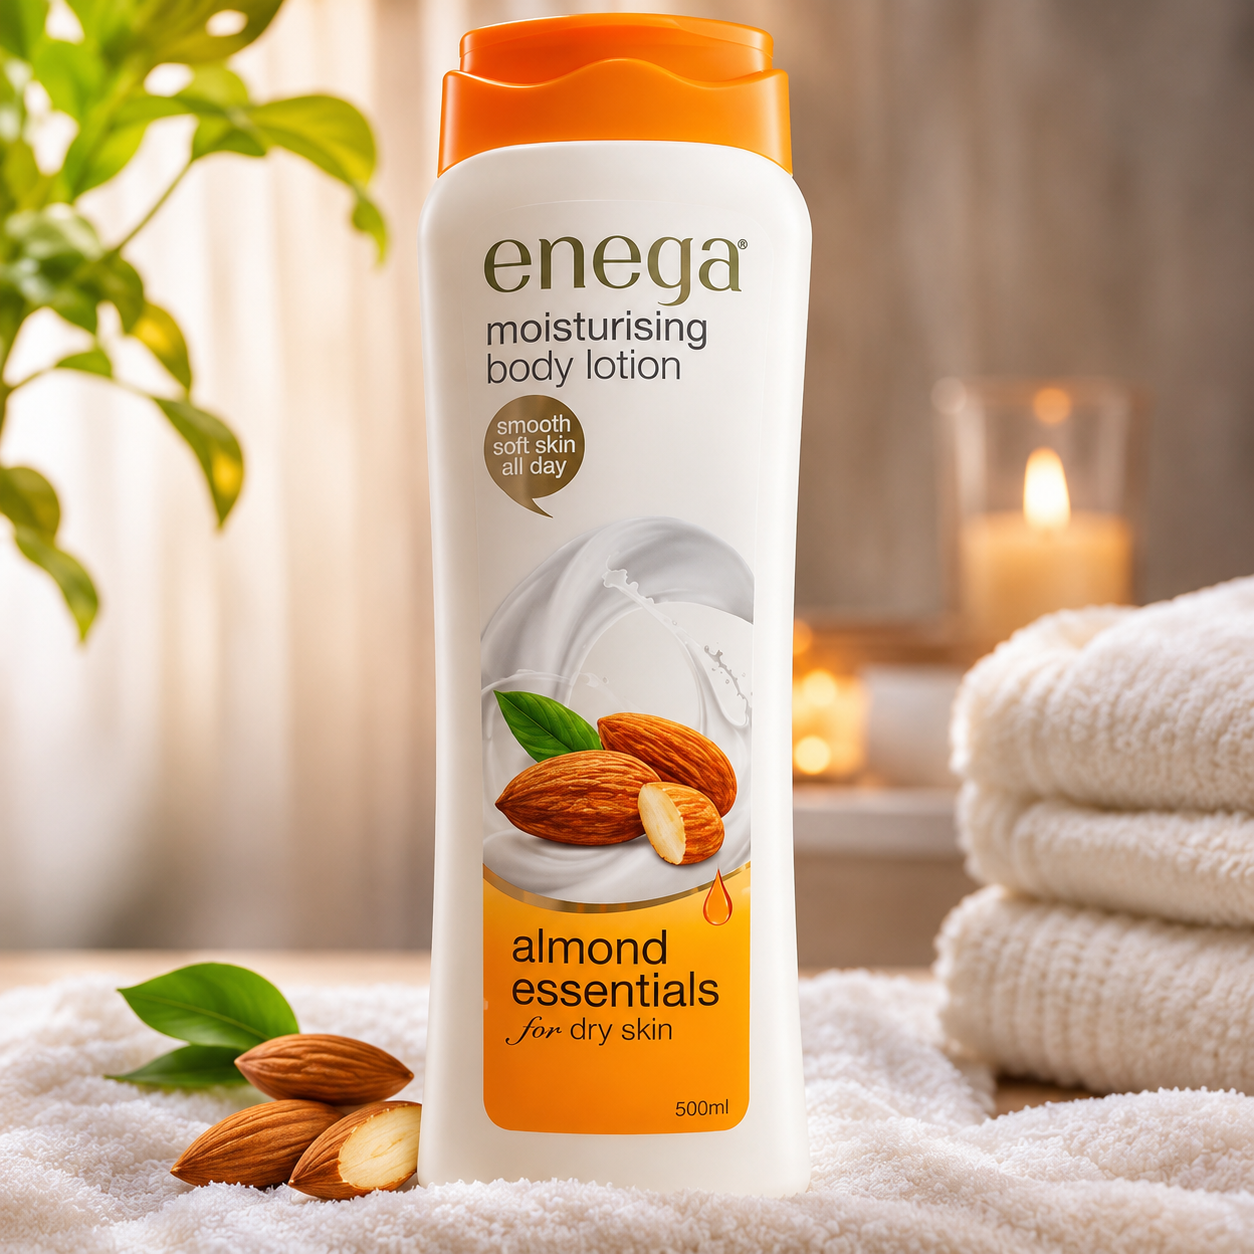 enega®
moisturising
body lotion
smooth
soft skin
all day
almond
essentials
for dry skin
500ml